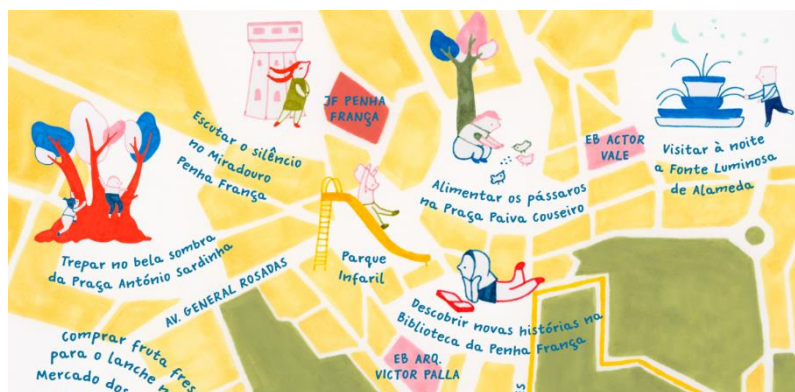 JF PENHA
FRANÇA
Escutar o silêncio
no Miradouro
Penha França
EB ACTOR
VALE
Visitar à noite
a Fonte Luminosa
de Alameda
Alimentar os pássaros
na Praça Paiva Couseiro
Trepar no bela sombra
da Praça António Sardinha
Parque
Infaril
AV. GENERAL ROSADAS
Descobrir novas histórias na
Biblioteca da Penha França
Comprar fruta fres
para o lanche n
Mercado dos
EB ARQ.
VICTOR PALLA
S